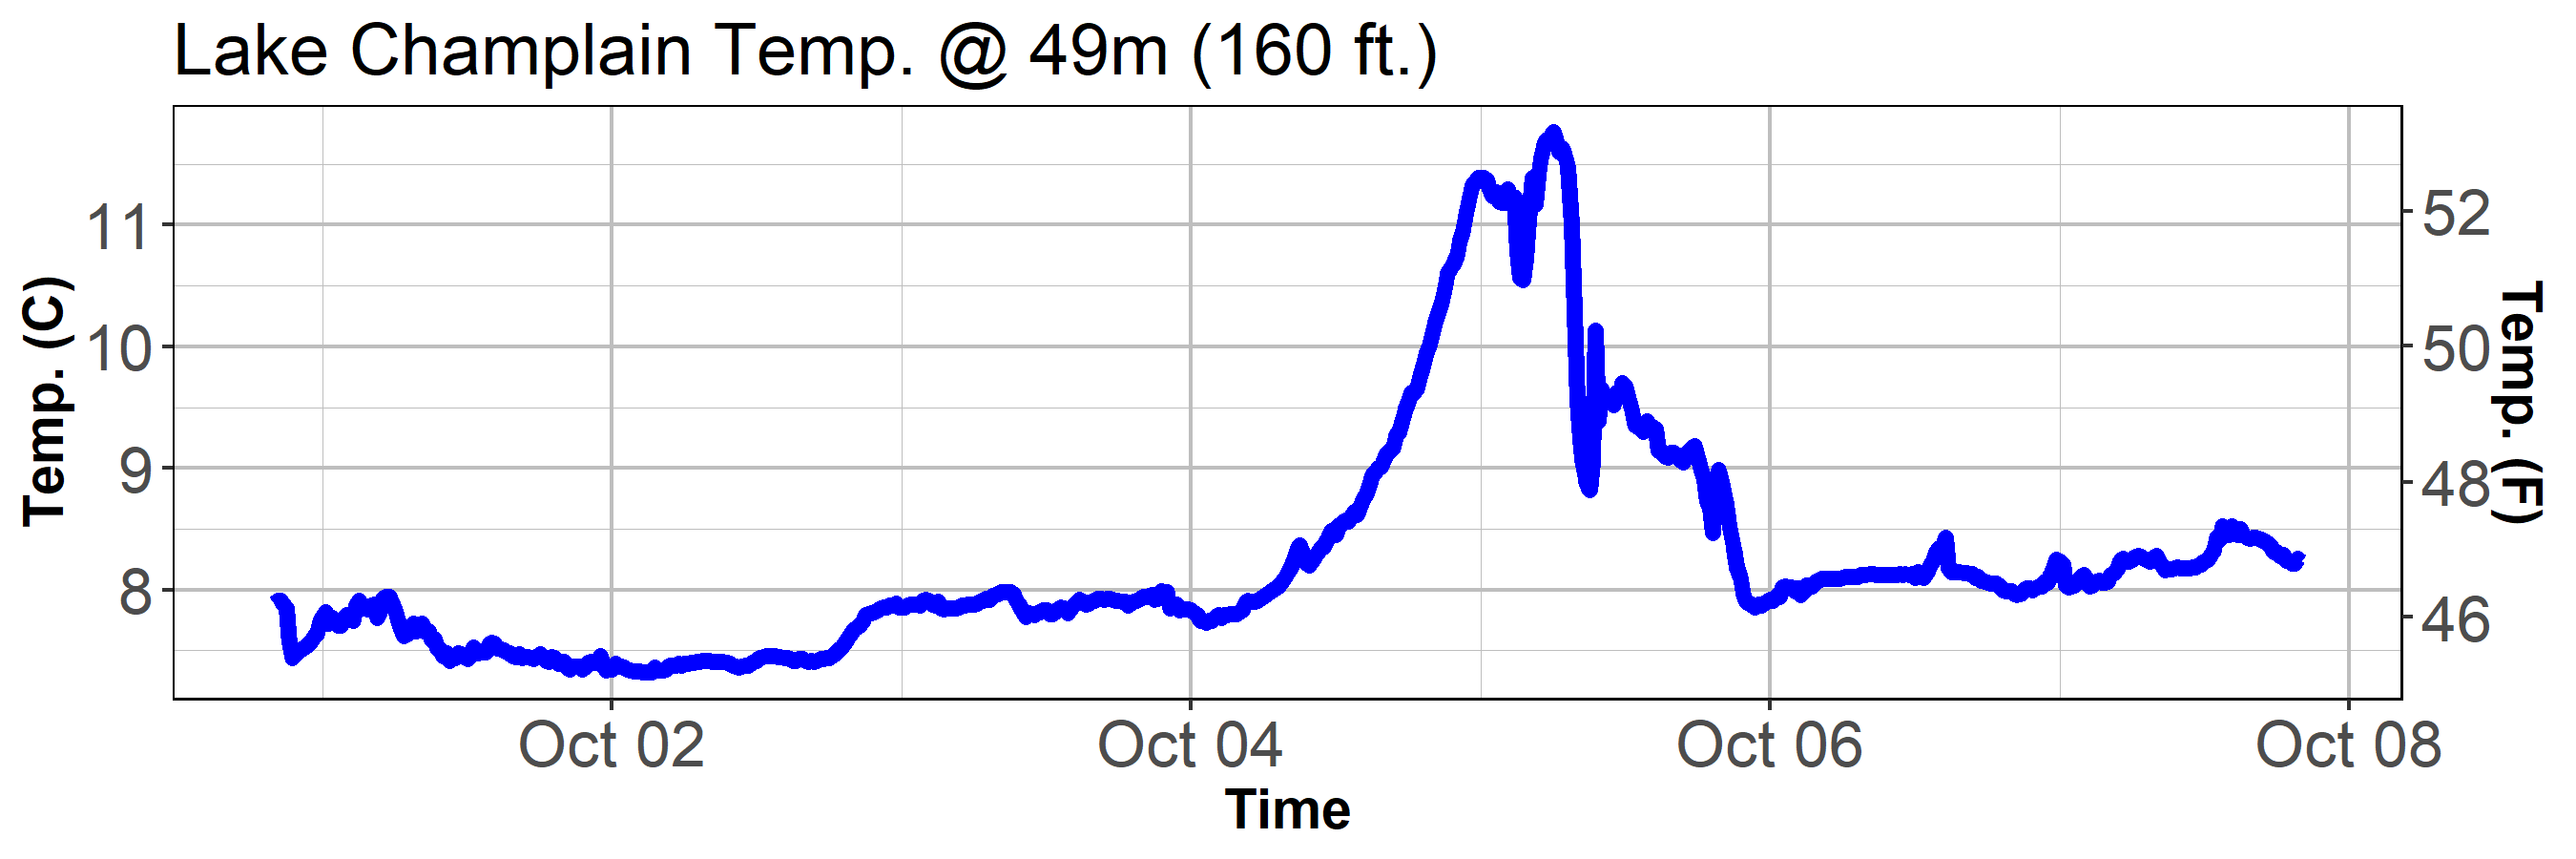 Lake Champlain Temp. @ 49m (160 ft.)
Temp. (C)
11
10
9
8
52
50
48
46
Temp. (F)
Oct 02 Oct 04 Oct 06 Oct 08
Time